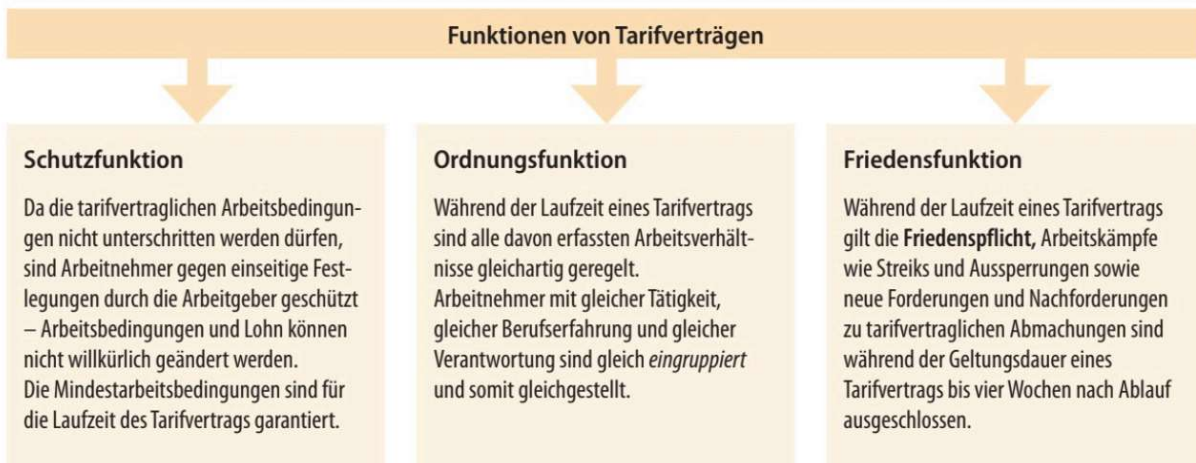 Funktionen von Tarifverträgen
Schutzfunktion
Da die tarifvertraglichen Arbeitsbedingun-
gen nicht unterschritten werden dürfen,
sind Arbeitnehmer gegen einseitige Fest-
legungen durch die Arbeitgeber geschützt
– Arbeitsbedingungen und Lohn können
nicht willkürlich geändert werden.
Die Mindestarbeitsbedingungen sind für
die Laufzeit des Tarifvertrags garantiert.
Ordnungsfunktion
Während der Laufzeit eines Tarifvertrags
sind alle davon erfassten Arbeitsverhält-
nisse gleichartig geregelt.
Arbeitnehmer mit gleicher Tätigkeit,
gleicher Berufserfahrung und gleicher
Verantwortung sind gleich eingruppiert
und somit gleichgestellt.
Friedensfunktion
Während der Laufzeit eines Tarifvertrags
gilt die Friedenspflicht, Arbeitskämpfe
wie Streiks und Aussperrungen sowie
neue Forderungen und Nachforderungen
zu tarifvertraglichen Abmachungen sind
während der Geltungsdauer eines
Tarifvertrags bis vier Wochen nach Ablauf
ausgeschlossen.